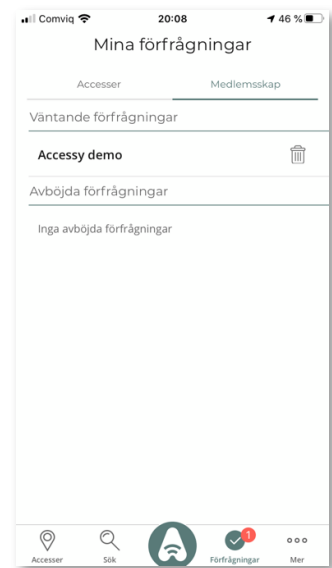 Comviq 20:08 46 %
Mina förfrågningar
Accesser Medlemsskap
Väntande förfrågningar
Accessy demo
Avböjda förfrågningar
Inga avböjda förfrågningar
1
Accesser Sök Förfrågningar Mer